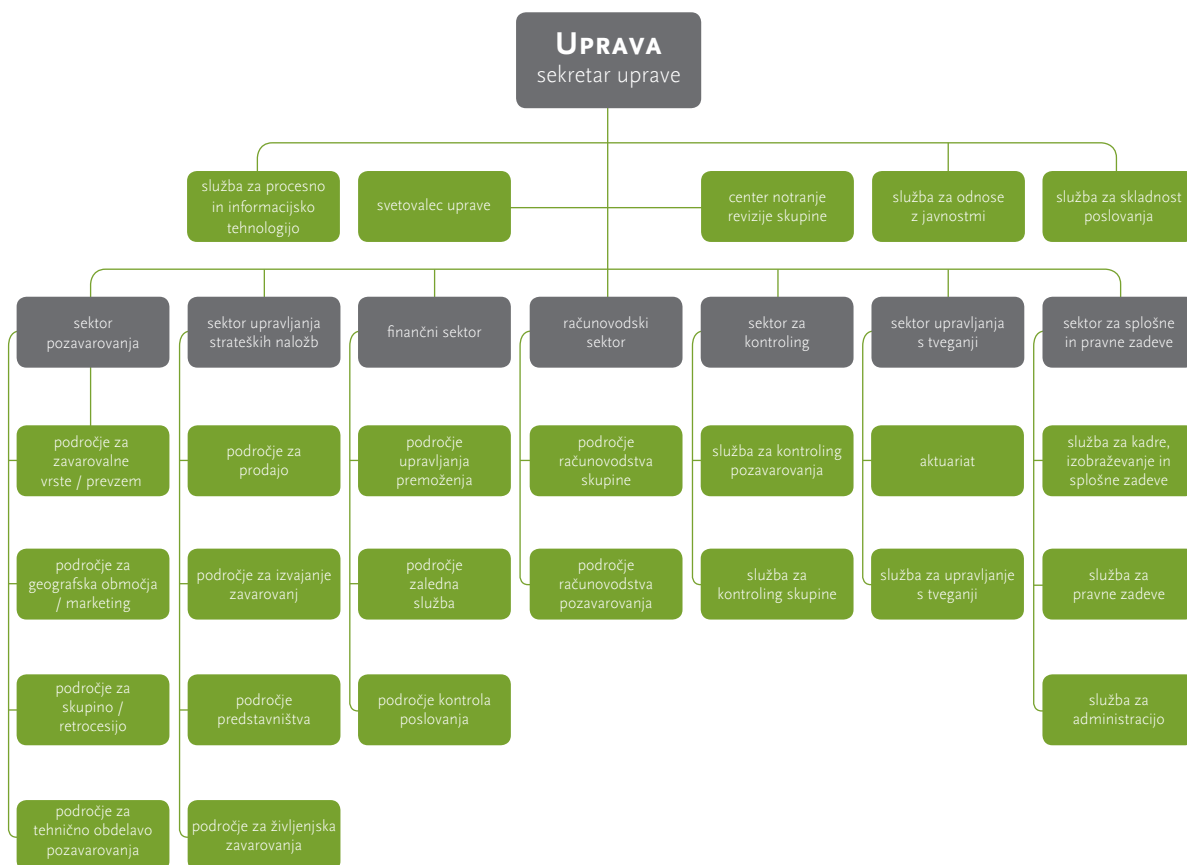 UPRAVA
sekretar uprave
služba za procesno
in informacijsko
tehnologijo
svetovalec uprave
center notranje
revizije skupine
služba za odnose
z javnostmi
služba za skladnost
poslovanja
sektor
pozavarovanja
sektor upravljanja
strateških naložb
finančni sektor
računovodski
sektor
sektor za
kontroling
sektor upravljanja
s tveganji
sektor za splošne
in pravne zadeve
področje za
zavarovalne
vrste / prevzem
področje za
prodajo
področje
upravljanja
premoženja
področje
računovodstva
skupine
služba za kontroling
pozavarovanja
aktuariat
služba za kadre,
izobraževanje in
splošne zadeve
področje za
geografska območja
/ marketing
področje za izvajanje
zavarovanj
področje
zaledna
služba
področje
računovodstva
pozavarovanja
služba za
kontroling skupine
služba za upravljanje
s tveganji
služba za
pravne zadeve
področje za
skupino /
retrocesijo
področje
predstavništva
področje kontrola
poslovanja
služba za
administracijo
področje za
tehnično obdelavo
pozavarovanja
področje za življenjska
zavarovanja